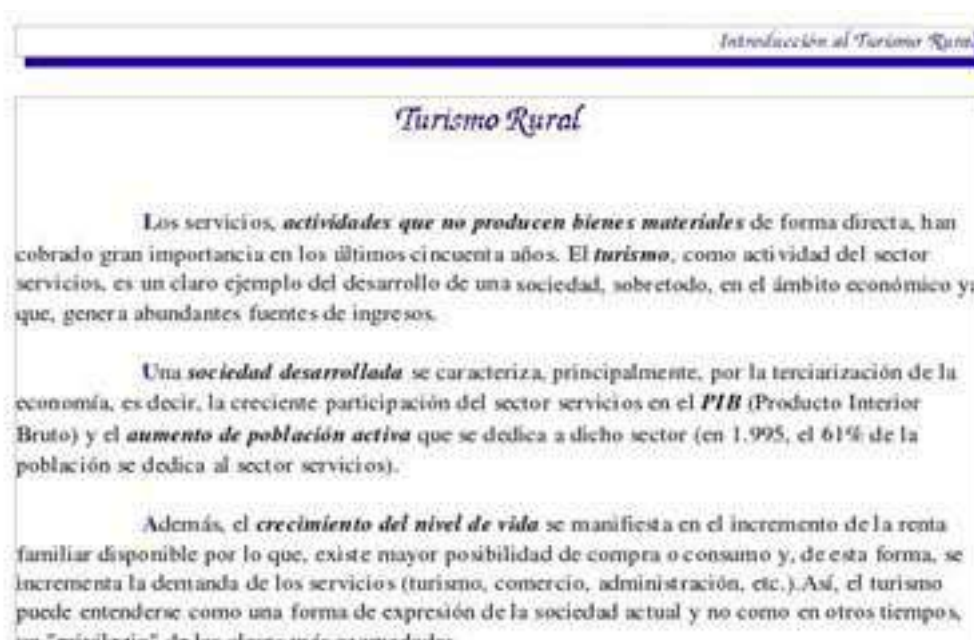 Introducción al Turismo Rural
Turismo Rural
Los servicios, actividades que no producen bienes materiales de forma directa, han
cobrado gran importancia en los últimos cincuenta años. El turismo, como actividad del sector
servicios, es un claro ejemplo del desarrollo de una sociedad, sobretodo, en el ámbito económico ya
que, genera abundantes fuentes de ingresos.
Una sociedad desarrollada se caracteriza, principalmente, por la terciarización de la
economía, es decir, la creciente participación del sector servicios en el PIB (Producto Interior
Bruto) y el aumento de población activa que se dedica a dicho sector (en 1.995, el 61% de la
población se dedica al sector servicios).
Además, el crecimiento del nivel de vida se manifiesta en el incremento de la renta
familiar disponible por lo que, existe mayor posibilidad de compra o consumo y, de esta forma, se
incrementa la demanda de los servicios (turismo, comercio, administración, etc.).Así, el turismo
puede entenderse como una forma de expresión de la sociedad actual y no como en otros tiempos,